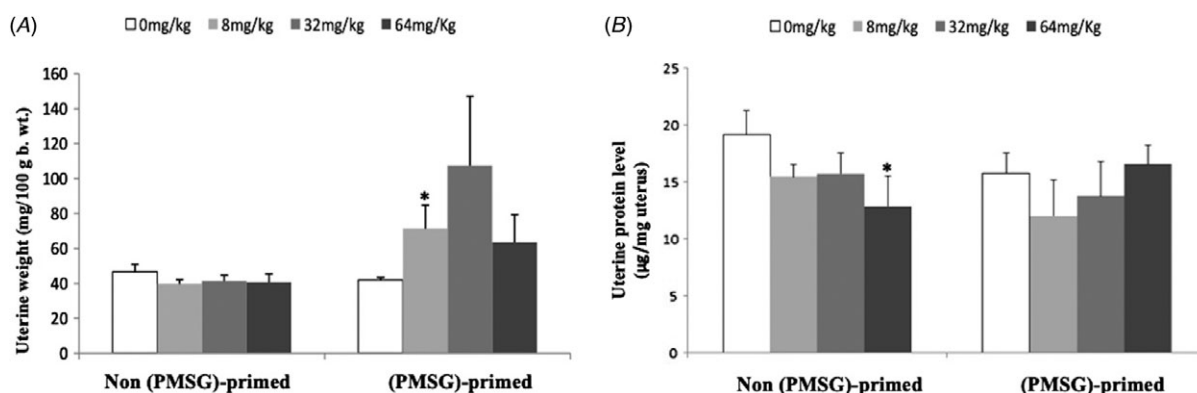 (A)
0mg/kg 8mg/kg 32mg/kg 64mg/Kg
Uterine weight (mg/100 g b. wt.)
160
140
120
100
80
60
40
20
0
*
Non (PMSG)-primed (PMSG)-primed
(B)
0mg/kg 8mg/kg 32mg/kg 64mg/Kg
Uterine protein level
(µg/mg uterus)
25
20
15
10
5
0
*
Non (PMSG)-primed (PMSG)-primed